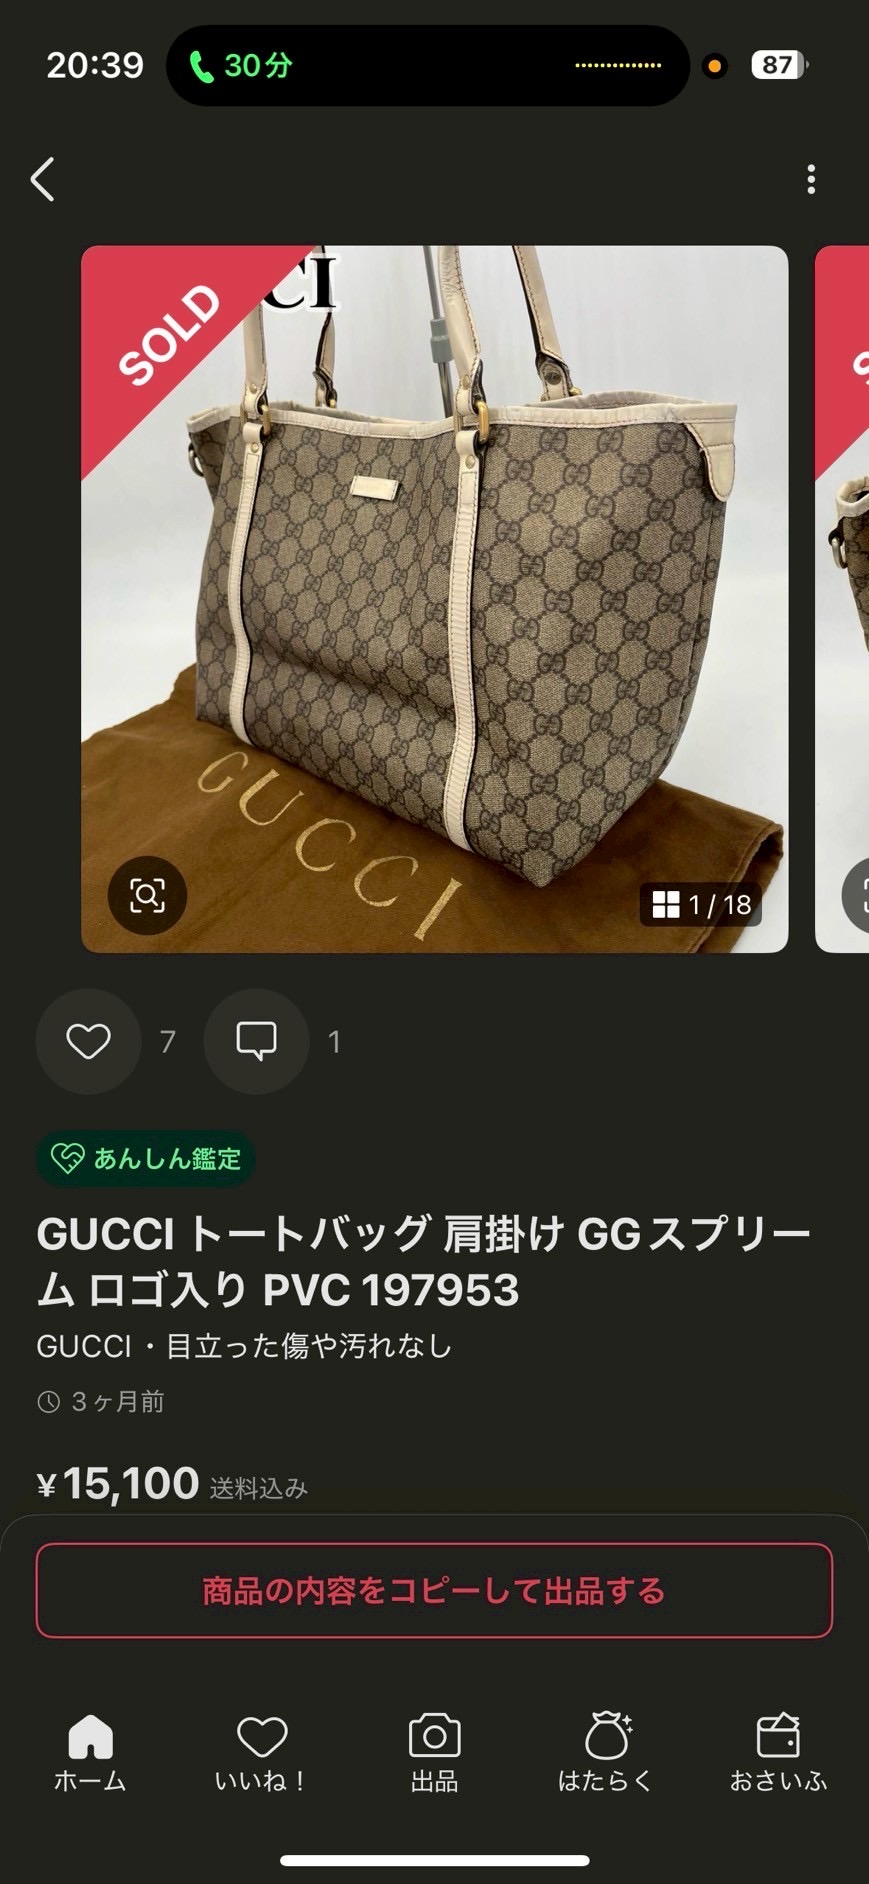 20:39
30分
87
SOLD
CI
GUCCI
1 / 18
7
1
あんしん鑑定
GUCCI トートバッグ 肩掛け GGスプリー
ム ロゴ入り PVC 197953
GUCCI・目立った傷や汚れなし
3ヶ月前
¥15,100 送料込み
商品の内容をコピーして出品する
ホーム
いいね！
出品
はたらく
おさいふ